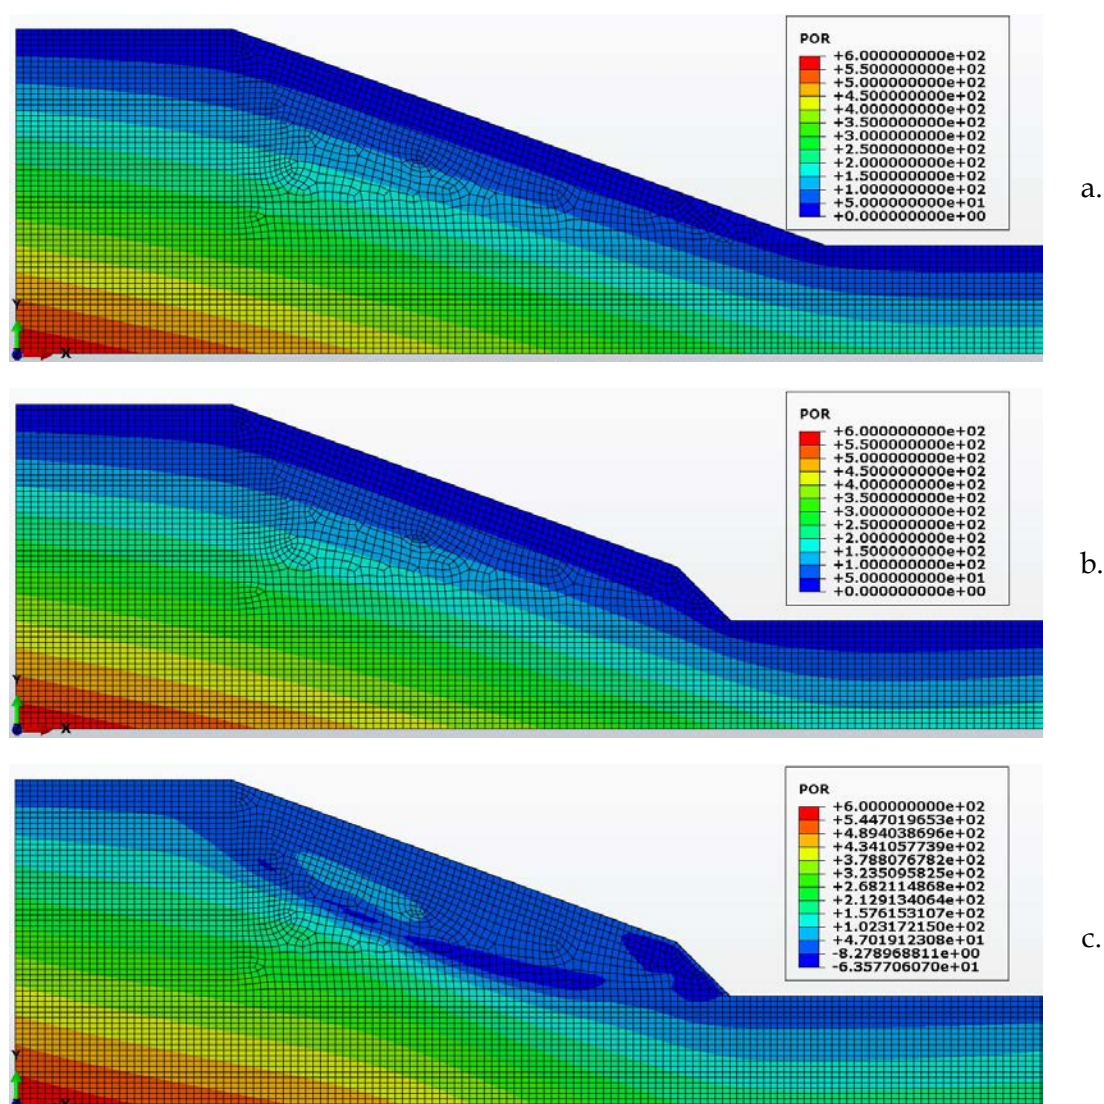 POR
+6.000000000e+02
+5.500000000e+02
+5.000000000e+02
+4.500000000e+02
+4.000000000e+02
+3.500000000e+02
+3.000000000e+02
+2.500000000e+02
+2.000000000e+02
+1.500000000e+02
+1.000000000e+02
+5.000000000e+01
+0.000000000e+00
a.
Y
X
POR
+6.000000000e+02
+5.500000000e+02
+5.000000000e+02
+4.500000000e+02
+4.000000000e+02
+3.500000000e+02
+3.000000000e+02
+2.500000000e+02
+2.000000000e+02
+1.500000000e+02
+1.000000000e+02
+5.000000000e+01
+0.000000000e+00
b.
Y
X
POR
+6.000000000e+02
+5.447019653e+02
+4.894038696e+02
+4.341057739e+02
+3.788076782e+02
+3.235095825e+02
+2.682114868e+02
+2.129134064e+02
+1.576153107e+02
+1.023172150e+02
+4.701912308e+01
-8.278968811e+00
-6.357706070e+01
c.
Y
X